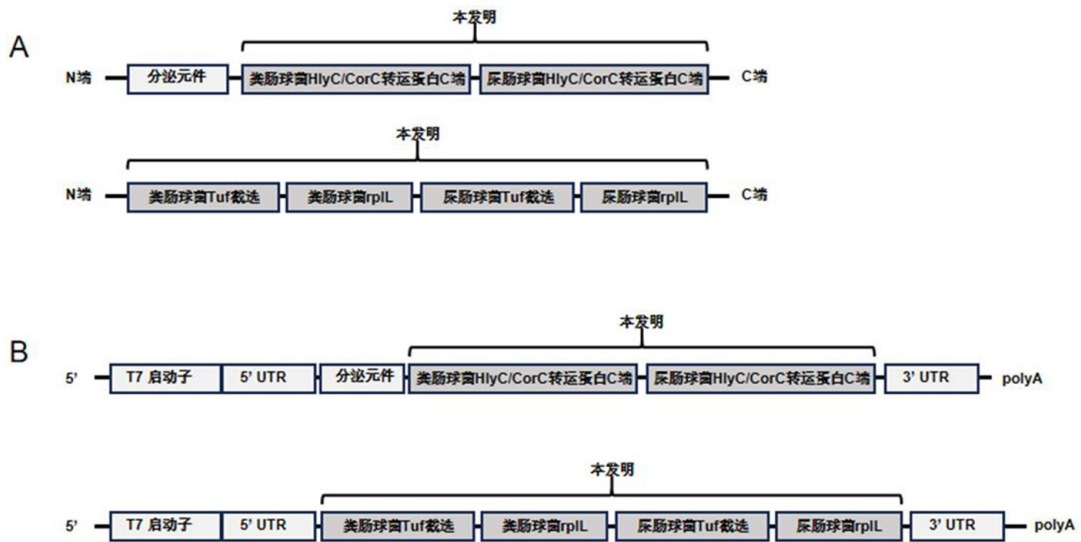 A
本发明
N端 分泌元件 粪肠球菌HlyC/CorC转运蛋白C端 屎肠球菌HlyC/CorC转运蛋白C端 C端
本发明
N端 粪肠球菌Tuf截选 粪肠球菌rplL 屎肠球菌Tuf截选 屎肠球菌rplL C端
B
本发明
5’ T7 启动子 5’ UTR 分泌元件 粪肠球菌HlyC/CorC转运蛋白C端 屎肠球菌HlyC/CorC转运蛋白C端 3’ UTR polyA
本发明
5’ T7 启动子 5’ UTR 粪肠球菌Tuf截选 粪肠球菌rplL 屎肠球菌Tuf截选 屎肠球菌rplL 3’ UTR polyA